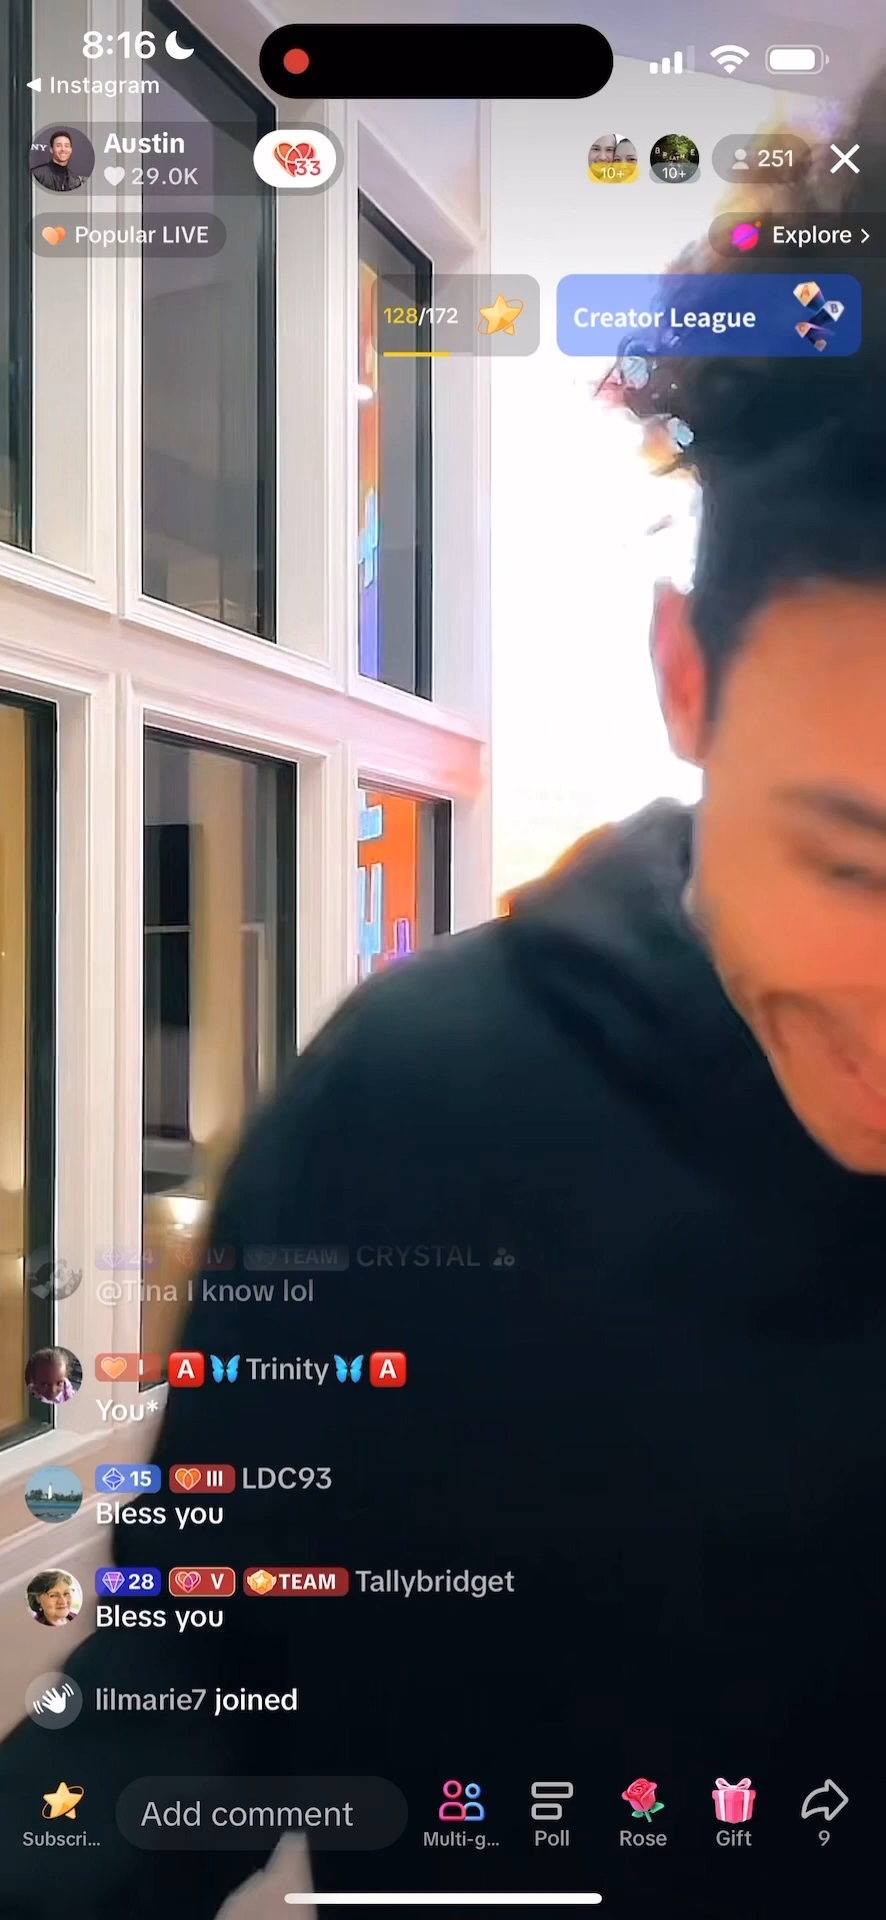 8:16
Instagram
Austin
29.0K
33
10+
10+
251
Popular LIVE
Explore
128/172
Creator League
24 IV TEAM CRYSTAL
@Tina I know lol
I A Trinity A
You*
15 III LDC93
Bless you
28 V TEAM Tallybridget
Bless you
lilmarie7 joined
Add comment
Subscri...
Multi-g...
Poll
Rose
Gift
9